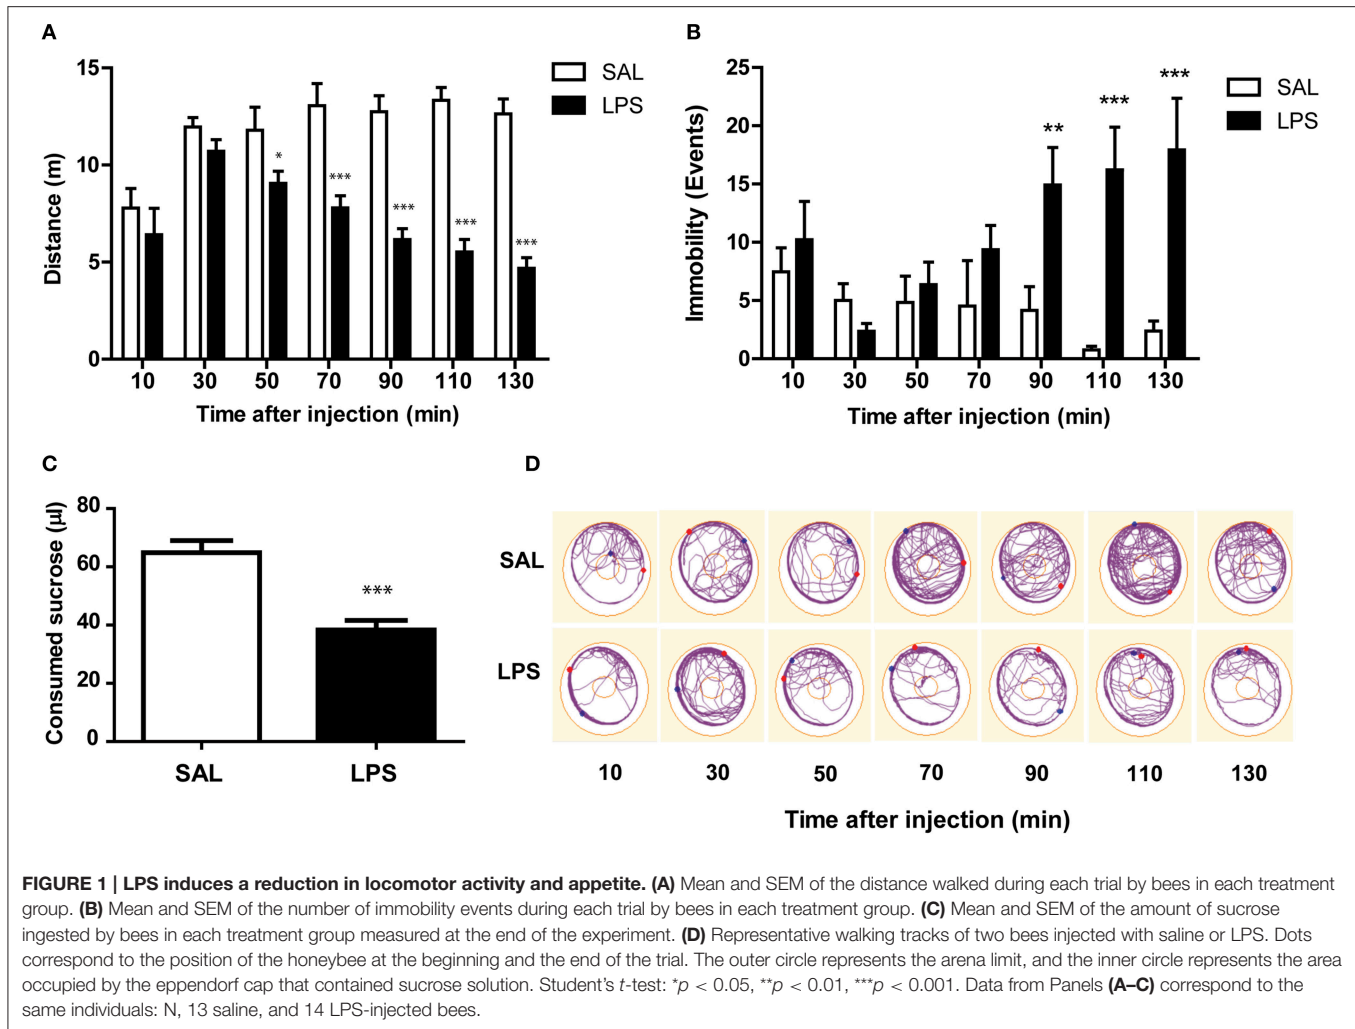 A
15
10
5
0
Distance (m)
SAL
LPS
*
***
***
***
***
10 30 50 70 90 110 130
Time after injection (min)
B
25
20
15
10
5
0
Immobility (Events)
SAL
LPS
**
***
***
10 30 50 70 90 110 130
Time after injection (min)
C
80
60
40
20
0
Consumed sucrose (µl)
***
SAL LPS
D
SAL
LPS
10 30 50 70 90 110 130
Time after injection (min)
FIGURE 1 | LPS induces a reduction in locomotor activity and appetite. (A) Mean and SEM of the distance walked during each trial by bees in each treatment
group. (B) Mean and SEM of the number of immobility events during each trial by bees in each treatment group. (C) Mean and SEM of the amount of sucrose
ingested by bees in each treatment group measured at the end of the experiment. (D) Representative walking tracks of two bees injected with saline or LPS. Dots
correspond to the position of the honeybee at the beginning and the end of the trial. The outer circle represents the arena limit, and the inner circle represents the area
occupied by the eppendorf cap that contained sucrose solution. Student's t-test: *p < 0.05, **p < 0.01, ***p < 0.001. Data from Panels (A–C) correspond to the
same individuals: N, 13 saline, and 14 LPS-injected bees.